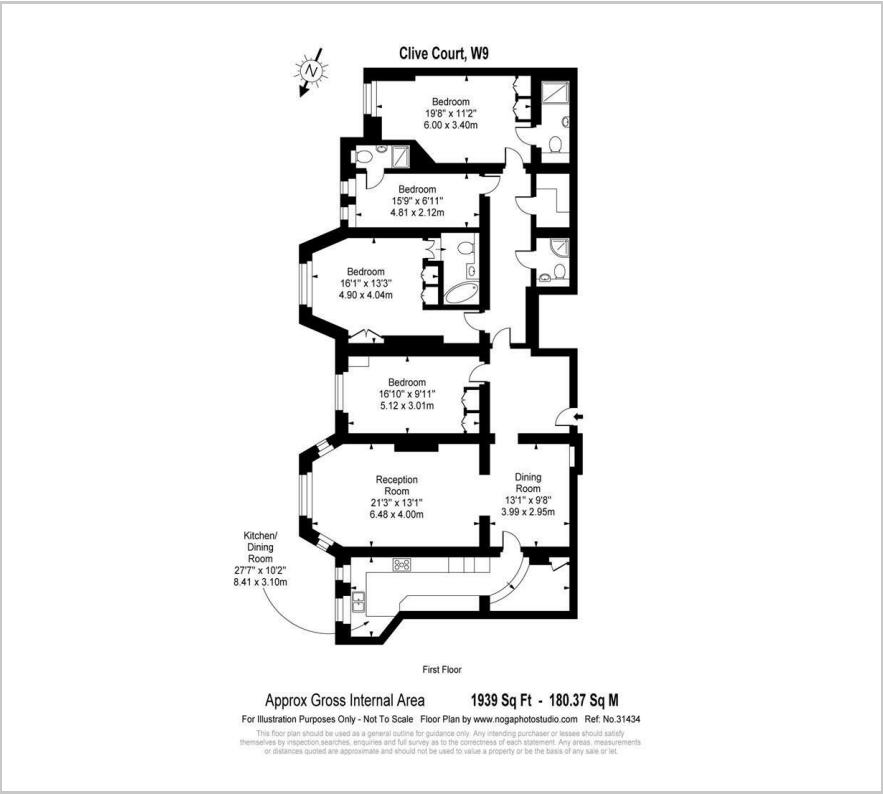 Clive Court, W9
N
Bedroom
19'8" x 11'2"
6.00 x 3.40m
Bedroom
15'9" x 6'11"
4.81 x 2.12m
Bedroom
16'1" x 13'3"
4.90 x 4.04m
Bedroom
16'10" x 9'11"
5.12 x 3.01m
Reception
Room
21'3" x 13'1"
6.48 x 4.00m
Dining
Room
13'1" x 9'8"
3.99 x 2.95m
Kitchen/
Dining
Room
27'7" x 10'2"
8.41 x 3.10m
First Floor
Approx Gross Internal Area 1939 Sq Ft - 180.37 Sq M
For Illustration Purposes Only - Not To Scale Floor Plan by www.nogaphotostudio.com Ref: No.31434
This floor plan should be used as a general outline for guidance only. Any intending purchaser or lessee should satisfy
themselves by inspection,searches, enquiries and full survey as to the correctness of each statement. Any areas, measurements
or distances quoted are approximate and should not be used to value a property or be the basis of any sale or let.